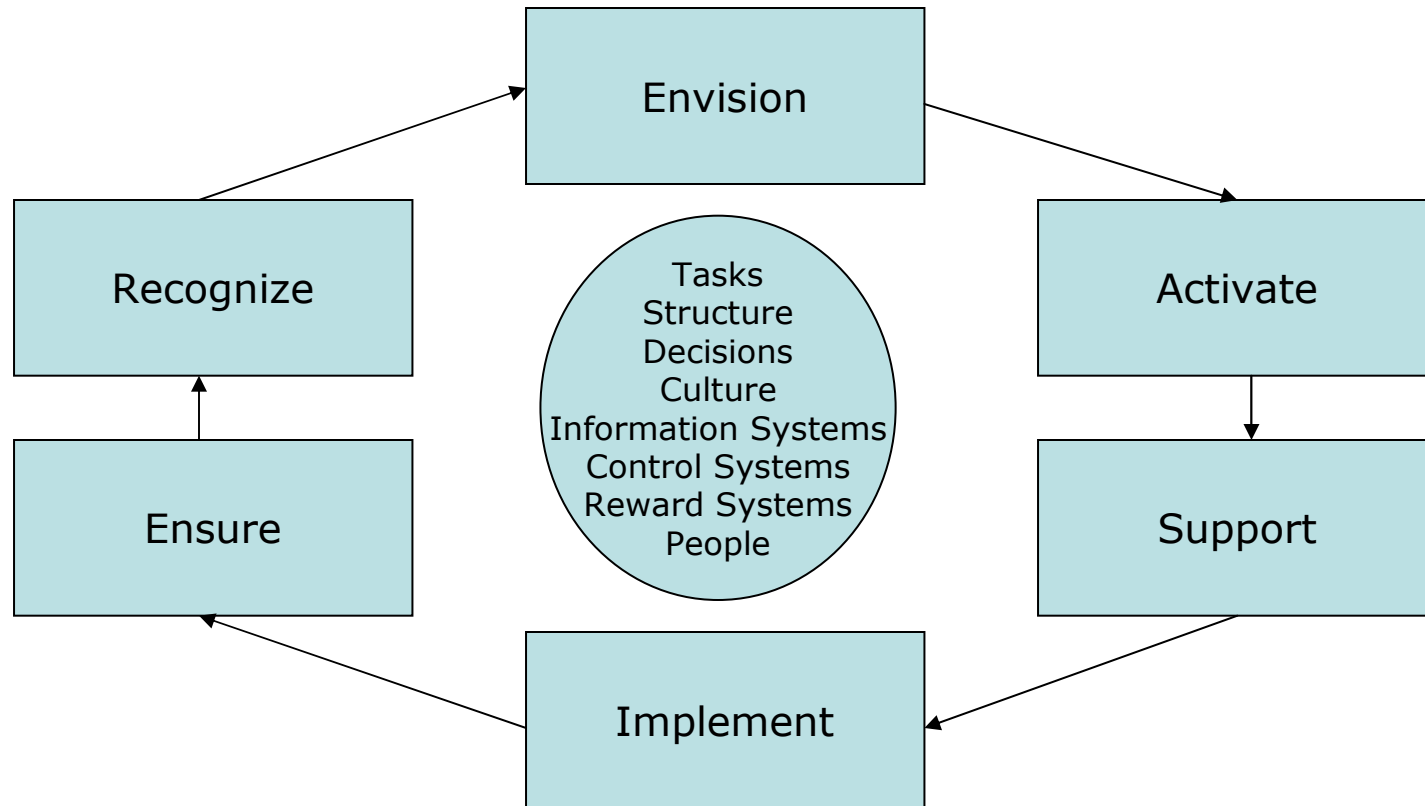 Envision
Recognize
Activate
Tasks
Structure
Decisions
Culture
Information Systems
Control Systems
Reward Systems
People
Ensure
Support
Implement